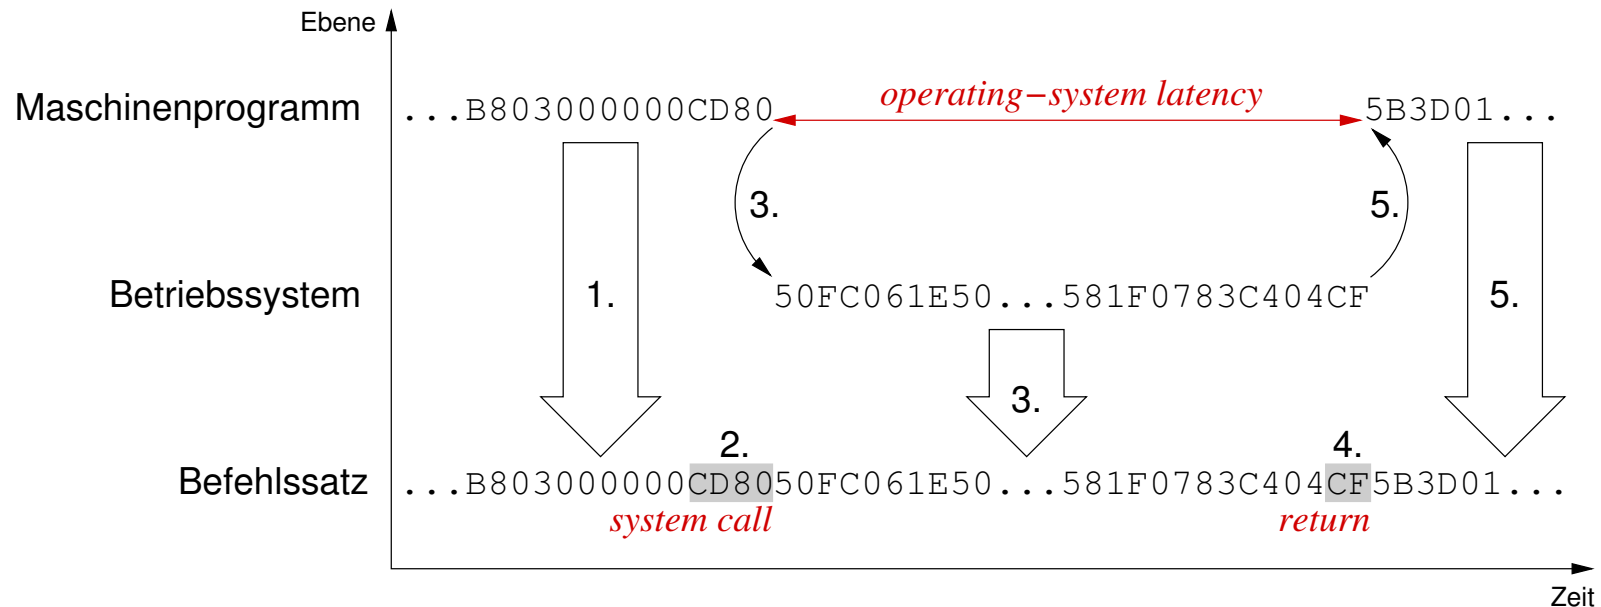 Ebene
Maschinenprogramm ...B803000000CD80 operating−system latency 5B3D01...
3. 5.
Betriebssystem 1. 50FC061E50...581F0783C404CF 5.
3.
2. 4.
Befehlssatz ...B803000000CD8050FC061E50...581F0783C404CF5B3D01...
system call return
Zeit